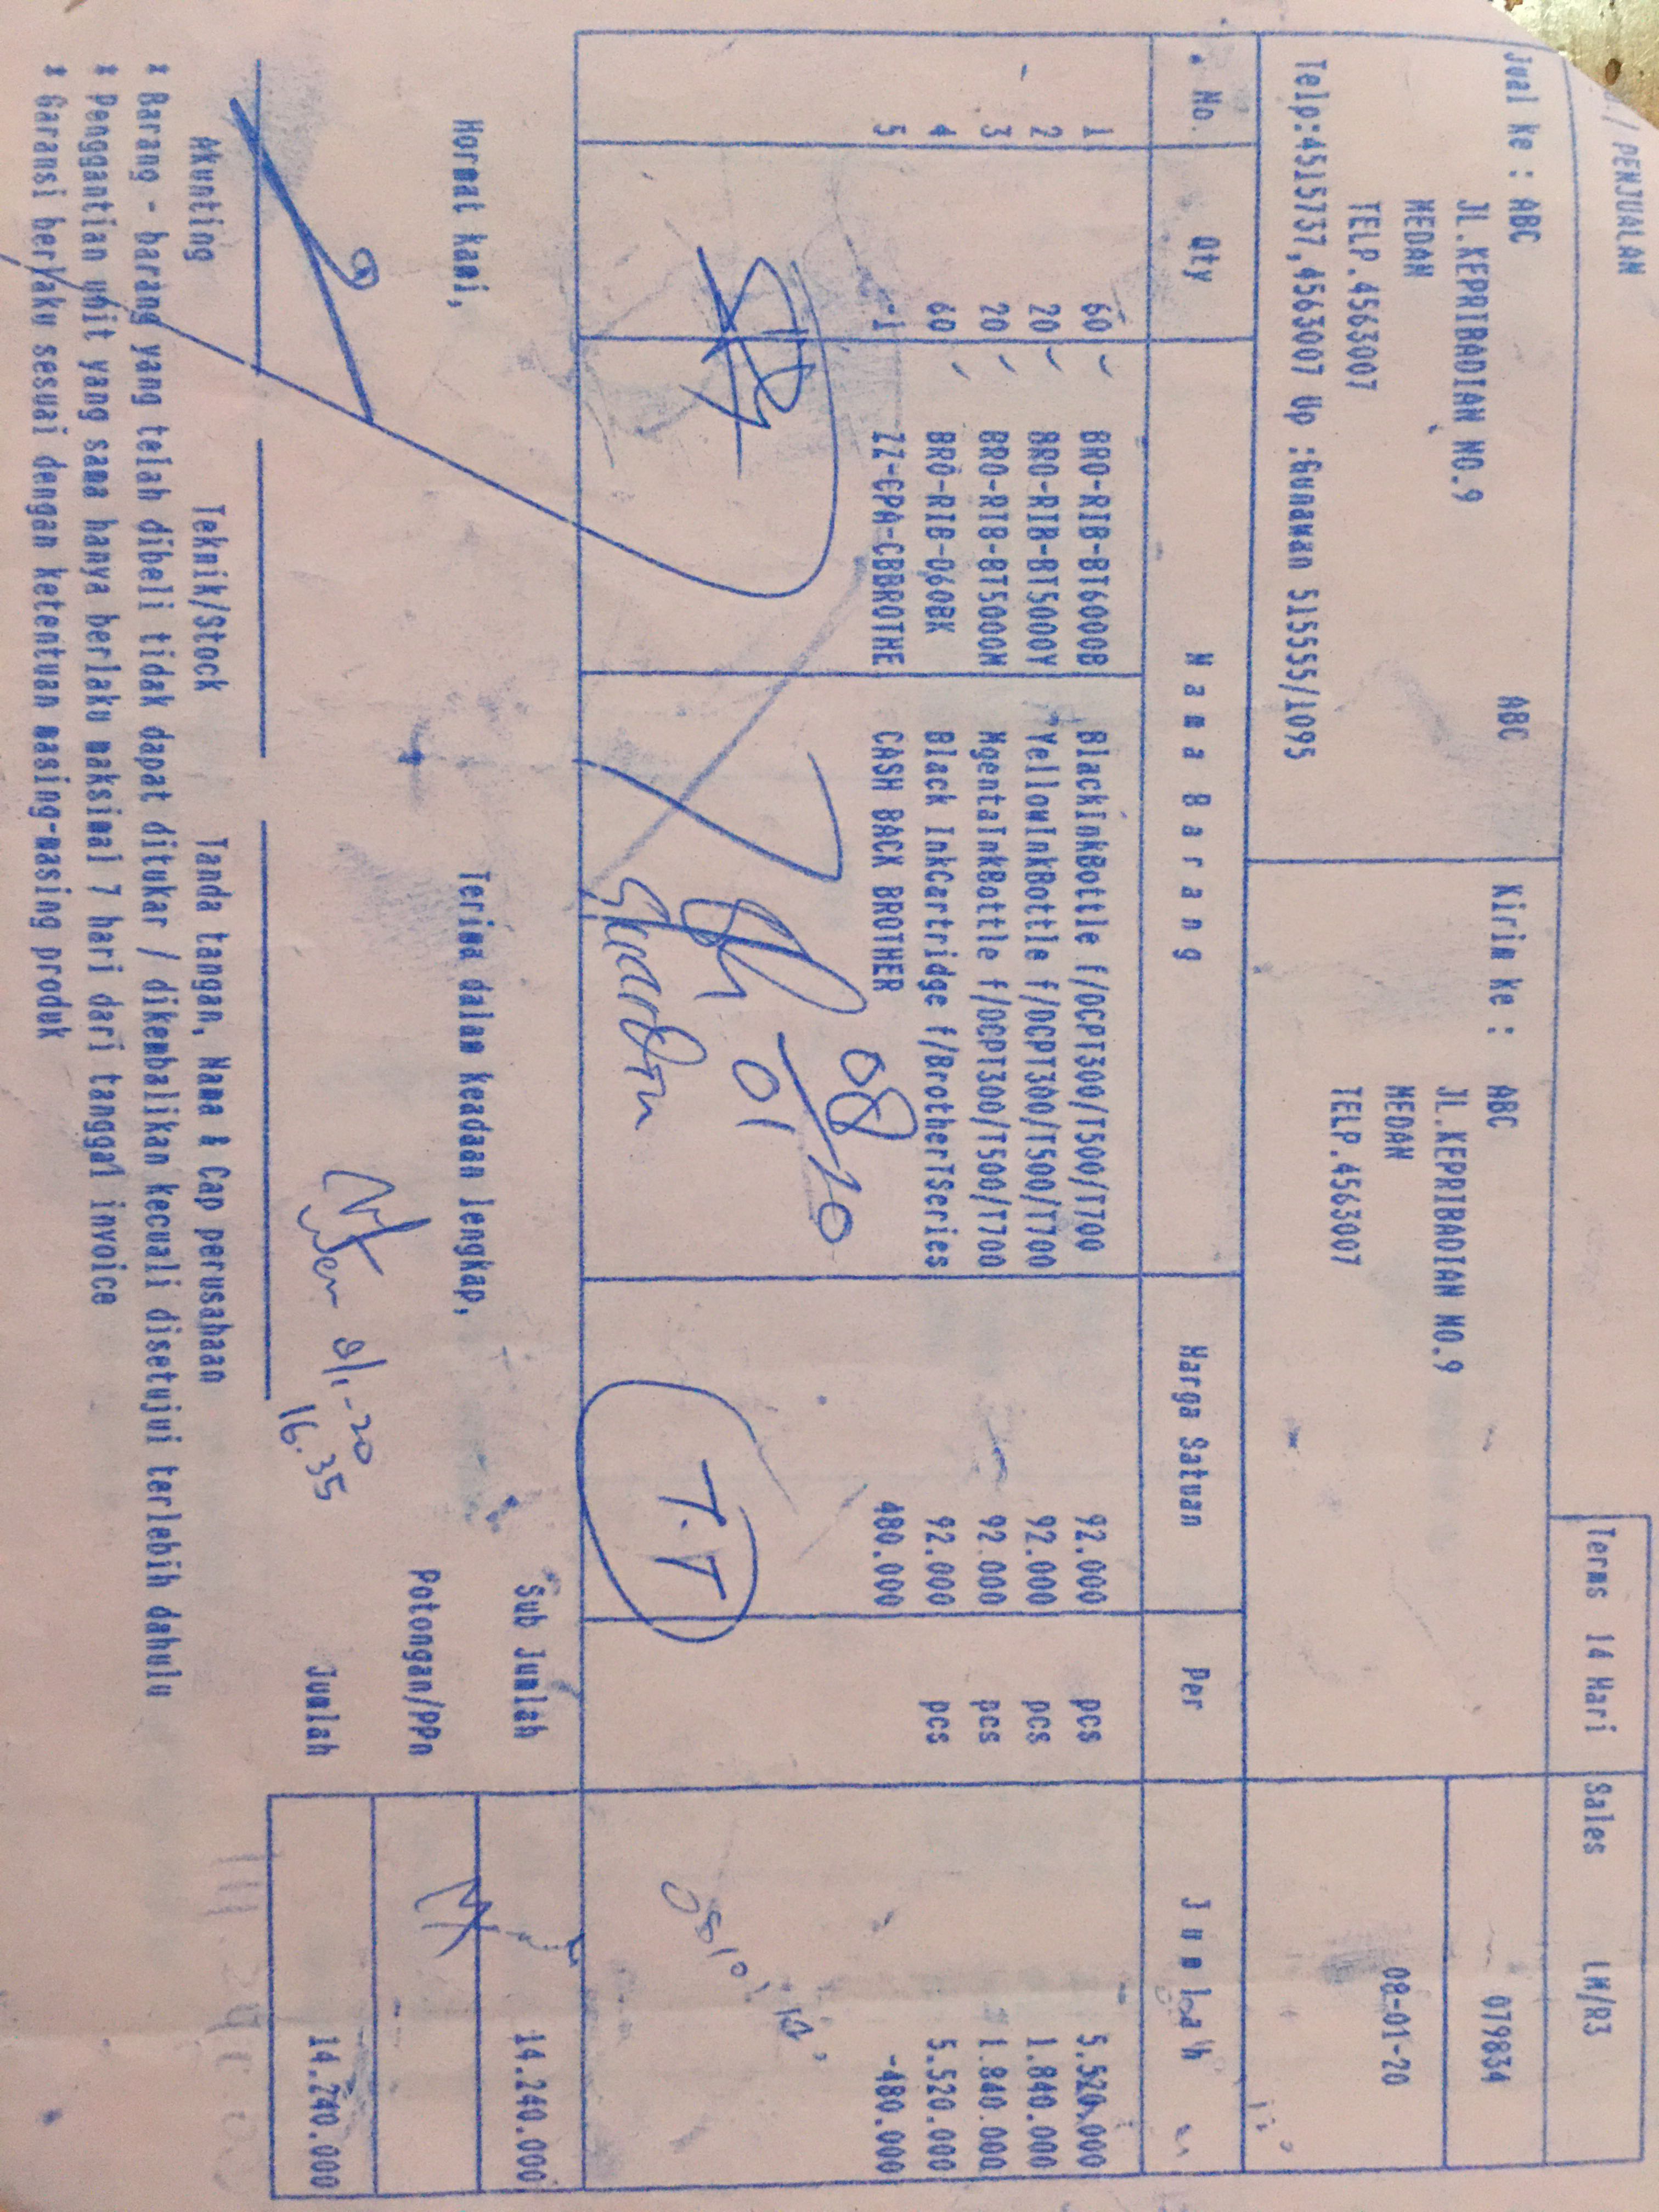 / PENJUALAN
Terms 14 Hari Sales LM/R3
Jual ke : ABC ABC
JL.KEPRIBADIAN NO.9
MEDAN
TELP.4563007
Telp:4515737,4563007 Up :Gunawan 51555/1095
Kirim ke : ABC
JL.KEPRIBADIAN NO.9
MEDAN
TELP.4563007
079834
08-01-20
No. Qty Nama Barang Harga Satuan Per Jumlah
1 60 BRO-RIB-BT6000B BlackinkBottle f/DCPT300/T500/T700 92.000 pcs 5.520.000
2 20 BRO-RIB-BT5000Y YellowInkBottle f/DCPT300/T500/T700 92.000 pcs 1.840.000
3 20 BRO-RIB-BT5000M MgentaInkBottle f/DCPT300/T500/T700 92.000 pcs 1.840.000
4 60 BRO-RIB-D60BK Black InkCartridge f/BrotherTSeries 92.000 pcs 5.520.000
5 -1 ZZ-CPA-CBBROTHE CASH BACK BROTHER 480.000 -480.000
08/01/20
T.T
Hormat kami, Terima dalam keadaan lengkap,
Sub Jumlah 14.240.000
Potongan/PPn
Jumlah 14.240.000
16.35
Akunting Teknik/Stock Tanda tangan, Nama & Cap perusahaan
* Barang - barang yang telah dibeli tidak dapat ditukar / dikembalikan kecuali disetujui terlebih dahulu
* Penggantian unit yang sama hanya berlaku maksimal 7 hari dari tanggal invoice
* Garansi berlaku sesuai dengan ketentuan masing-masing produk